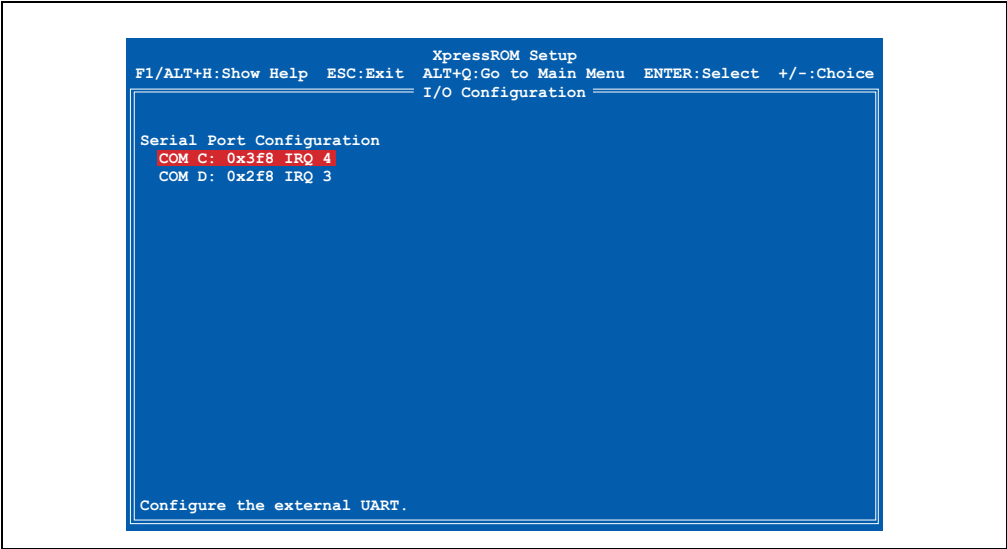 XpressROM Setup
F1/ALT+H:Show Help ESC:Exit ALT+Q:Go to Main Menu ENTER:Select +/-:Choice
I/O Configuration
Serial Port Configuration
COM C: 0x3f8 IRQ 4
COM D: 0x2f8 IRQ 3
Configure the external UART.